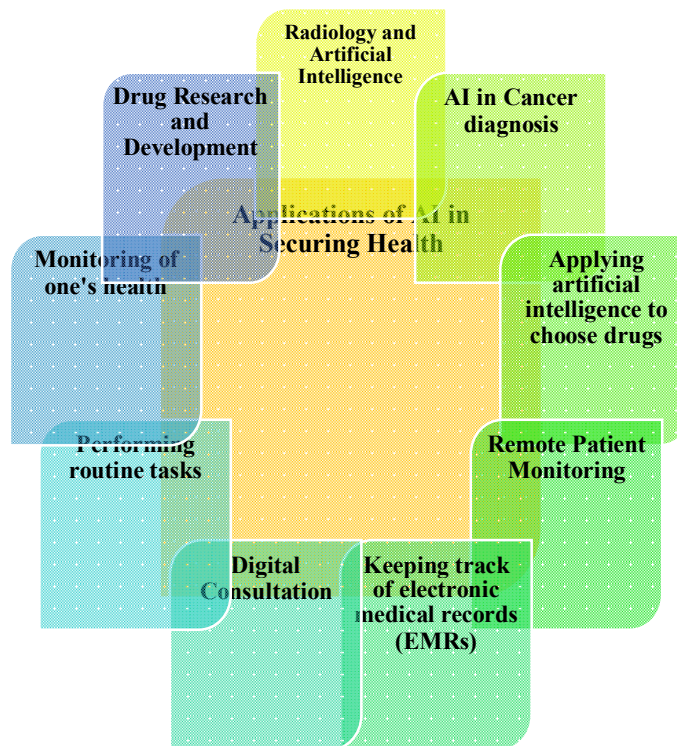 Radiology and
Artificial
Intelligence
AI in Cancer
diagnosis
Applying
artificial
intelligence to
choose drugs
Remote Patient
Monitoring
Keeping track
of electronic
medical records
(EMRs)
Digital
Consultation
Performing
routine tasks
Monitoring of
one's health
Drug Research
and
Development
Applications of AI in
Securing Health